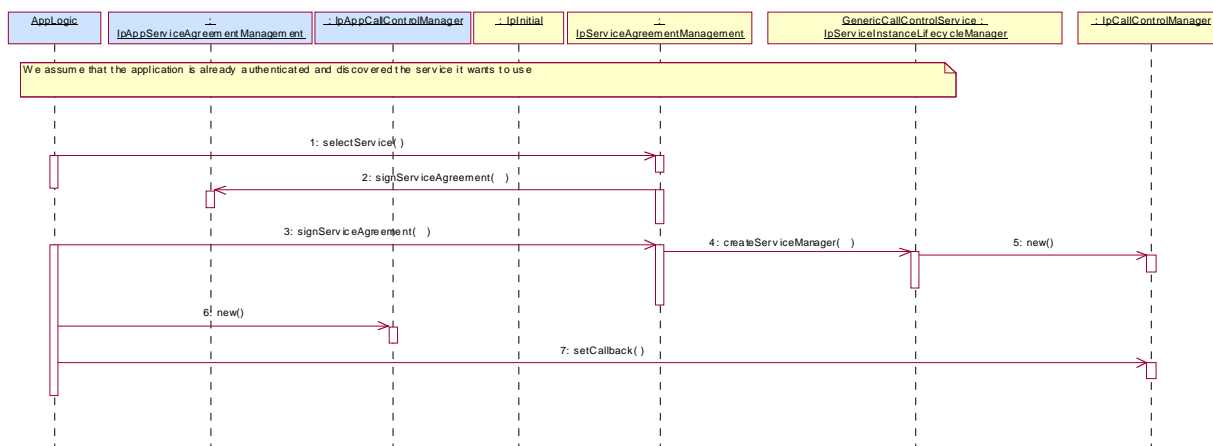 AppLogic
:
IpAppServiceAgreementManagement
: IpAppCallControlManager
: IpInitial
:
IpServiceAgreementManagement
GenericCallControlService :
IpServiceInstanceLifecycleManager
: IpCallControlManager
We assume that the application is already authenticated and discovered the service it wants to use
1: selectService( )
2: signServiceAgreement( )
3: signServiceAgreement( )
4: createServiceManager( )
5: new()
6: new()
7: setCallback( )